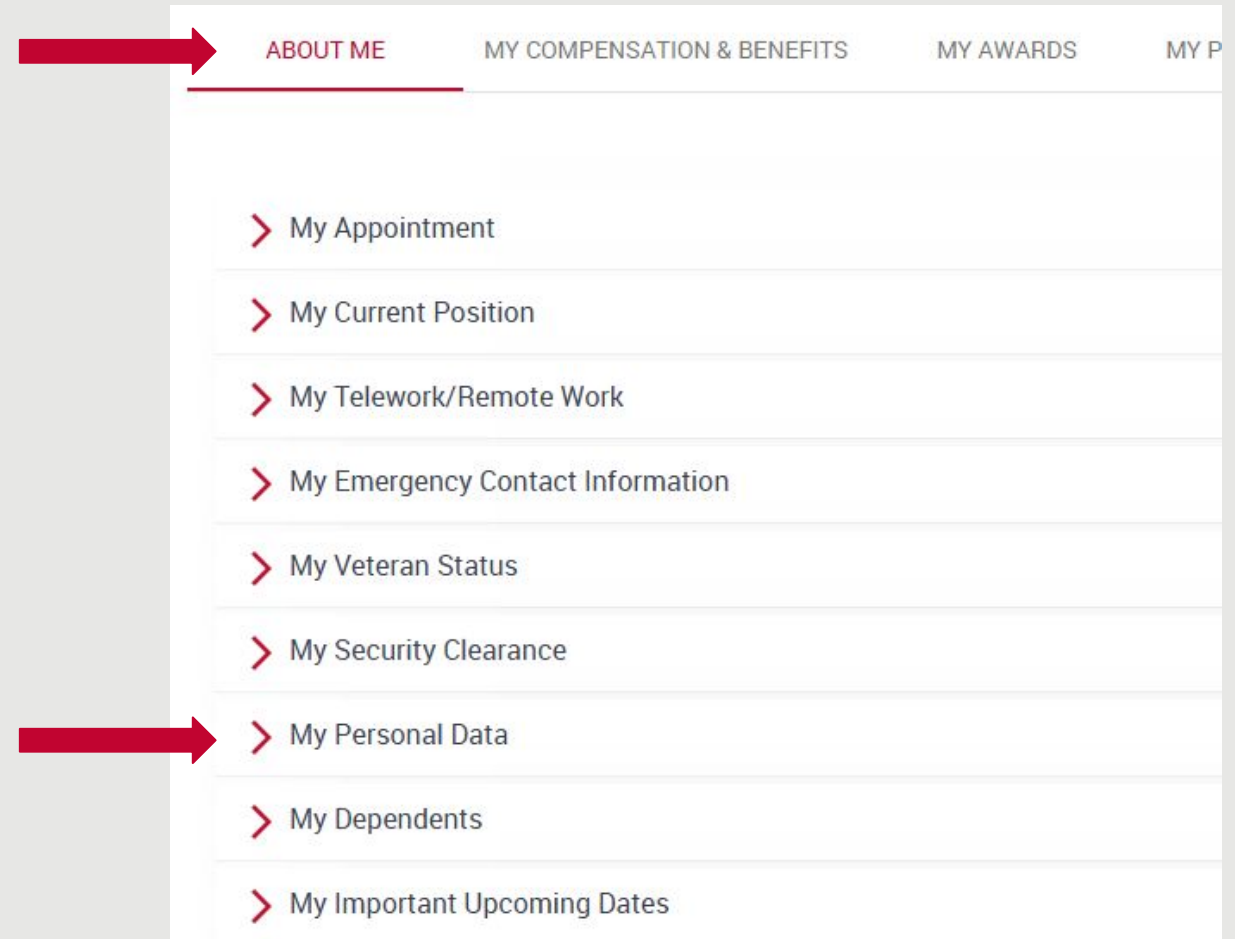 ABOUT ME MY COMPENSATION & BENEFITS MY AWARDS MY P
My Appointment
My Current Position
My Telework/Remote Work
My Emergency Contact Information
My Veteran Status
My Security Clearance
My Personal Data
My Dependents
My Important Upcoming Dates